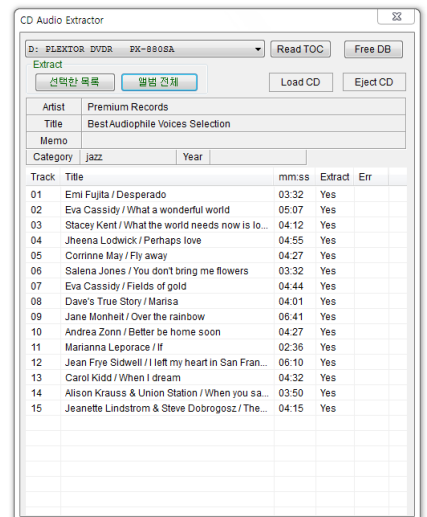 CD Audio Extractor
D: PLEXTOR DVDR PX-880SA Read TOC Free DB
Extract
선택한 목록 앨범 전체 Load CD Eject CD
Artist Premium Records
Title Best Audiophile Voices Selection
Memo
Category jazz Year
Track Title mm:ss Extract Err
01 Emi Fujita / Desperado 03:32 Yes
02 Eva Cassidy / What a wonderful world 05:07 Yes
03 Stacey Kent / What the world needs now is lo... 04:12 Yes
04 Jheena Lodwick / Perhaps love 04:55 Yes
05 Corrinne May / Fly away 04:27 Yes
06 Salena Jones / You don't bring me flowers 03:32 Yes
07 Eva Cassidy / Fields of gold 04:44 Yes
08 Dave's True Story / Marisa 04:01 Yes
09 Jane Monheit / Over the rainbow 06:41 Yes
10 Andrea Zonn / Better be home soon 04:27 Yes
11 Marianna Leporace / If 02:36 Yes
12 Jean Frye Sidwell / I left my heart in San Fran... 06:10 Yes
13 Carol Kidd / When I dream 04:32 Yes
14 Alison Krauss & Union Station / When you sa... 03:50 Yes
15 Jeanette Lindstrom & Steve Dobrogosz / The... 04:15 Yes